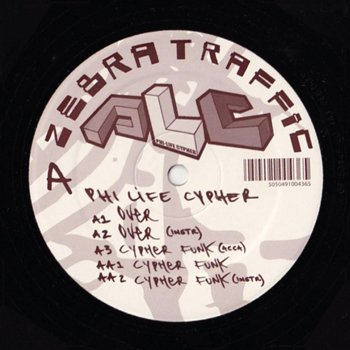 ZEBRA TRAFFIC
PLC
PHI-LIFE CYPHER
A
5050491004365
PHI LIFE CYPHER
A1 OVER
A2 OVER (INSTR)
A3 CYPHER FUNK (ACCA)
AA1 CYPHER FUNK
AA2 CYPHER FUNK (INSTR)